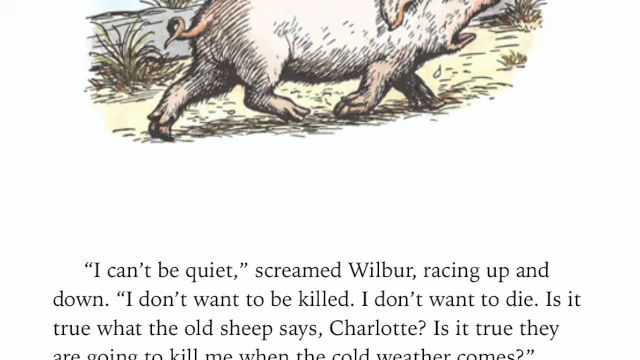 “I can’t be quiet,” screamed Wilbur, racing up and
down. “I don’t want to be killed. I don’t want to die. Is it
true what the old sheep says, Charlotte? Is it true they
are going to kill me when the cold weather comes?”